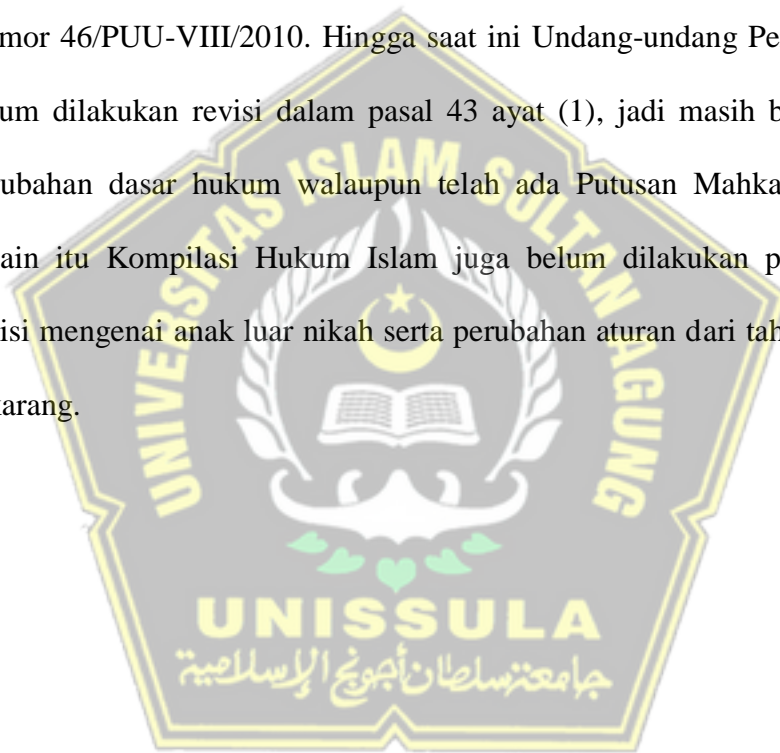 mor 46/PUU-VIII/2010. Hingga saat ini Undang-undang Pe
um dilakukan revisi dalam pasal 43 ayat (1), jadi masih b
ubahan dasar hukum walaupun telah ada Putusan Mahka
ain itu Kompilasi Hukum Islam juga belum dilakukan p
isi mengenai anak luar nikah serta perubahan aturan dari tah
karang.
UNIVERSITAS ISLAM SULTAN AGUNG
UNISSULA
جامعة سلطان أجونج الإسلامية